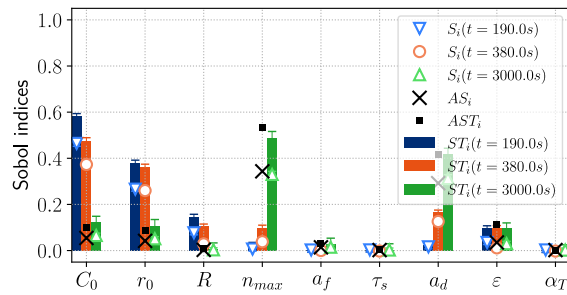 Sobol indices
1.0
0.8
0.6
0.4
0.2
0.0
S_i(t = 190.0s)
S_i(t = 380.0s)
S_i(t = 3000.0s)
AS_i
AST_i
ST_i(t = 190.0s)
ST_i(t = 380.0s)
ST_i(t = 3000.0s)
C_0 r_0 R n_{max} a_f τ_s a_d ε α_T